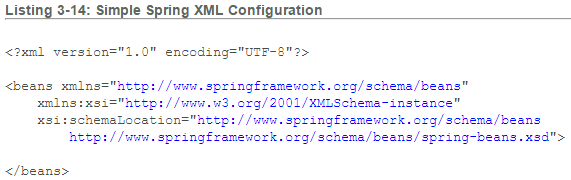 Listing 3-14: Simple Spring XML Configuration
<?xml version="1.0" encoding="UTF-8"?>
<beans xmlns="http://www.springframework.org/schema/beans"
xmlns:xsi="http://www.w3.org/2001/XMLSchema-instance"
xsi:schemaLocation="http://www.springframework.org/schema/beans
http://www.springframework.org/schema/beans/spring-beans.xsd">
</beans>